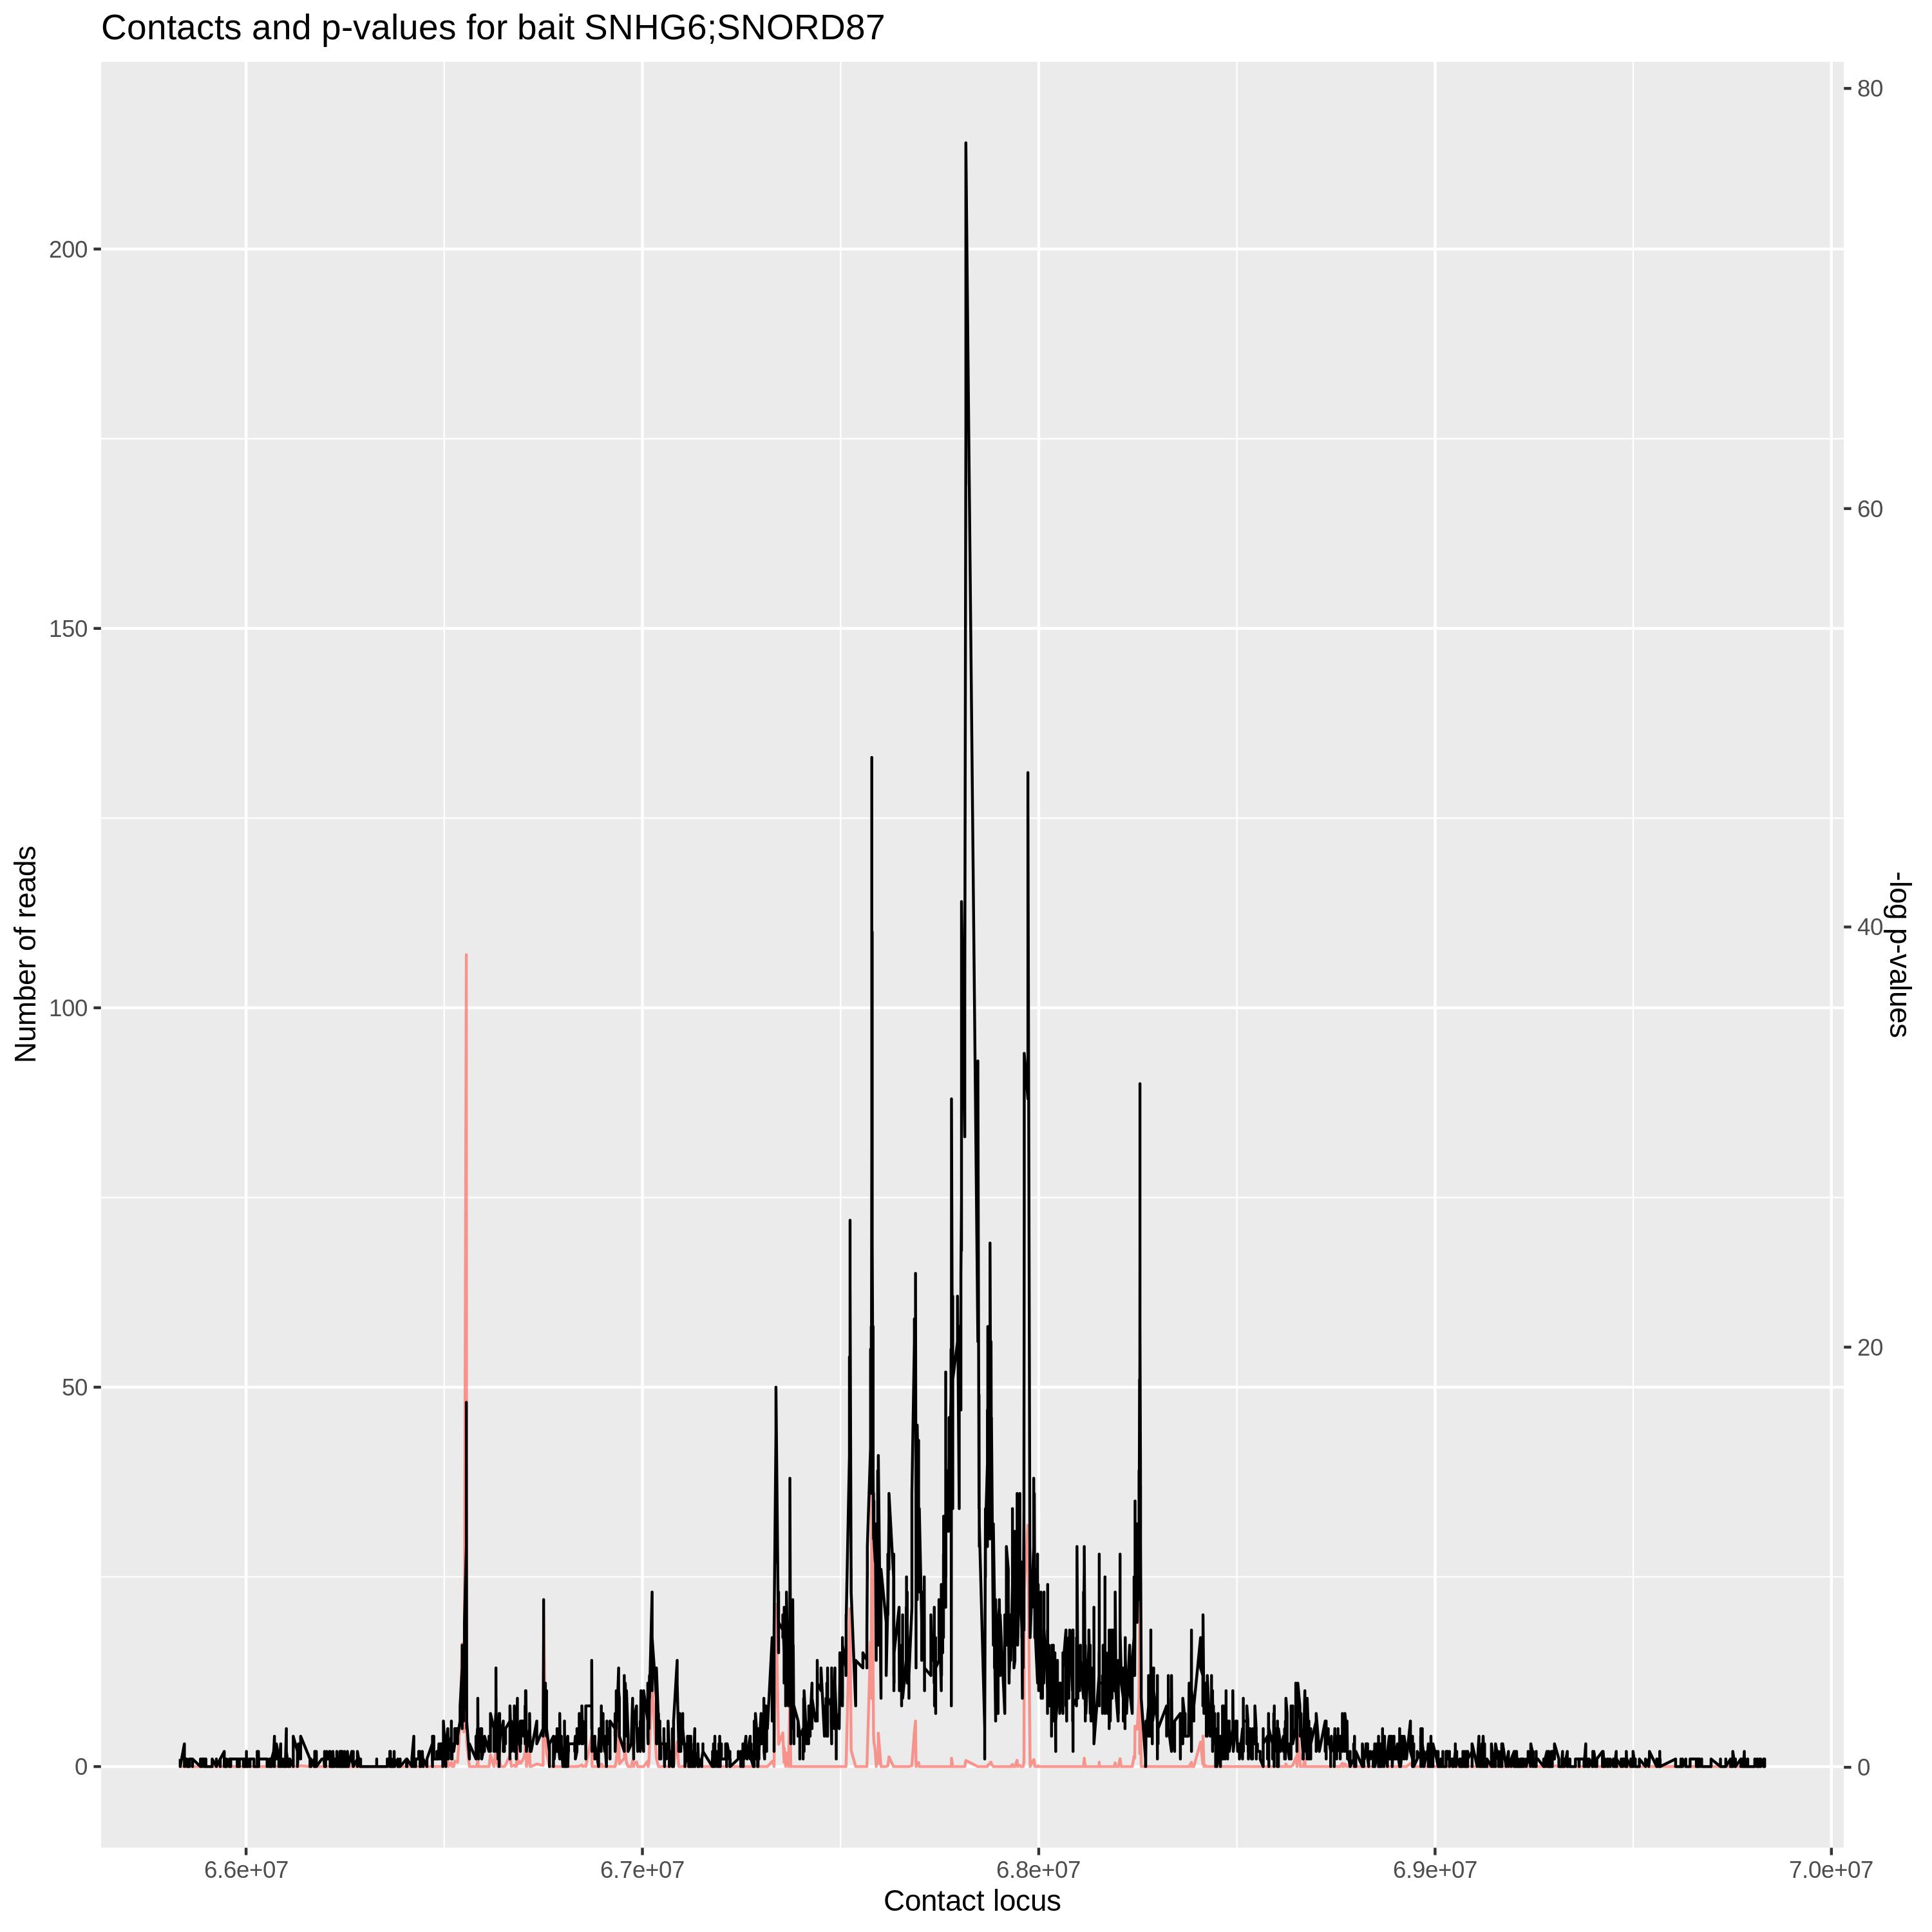 Contacts and p-values for bait SNHG6;SNORD87
200
150
100
50
0
Number of reads
80
60
40
20
0
-log p-values
6.6e+07
6.7e+07
6.8e+07
6.9e+07
7.0e+07
Contact locus